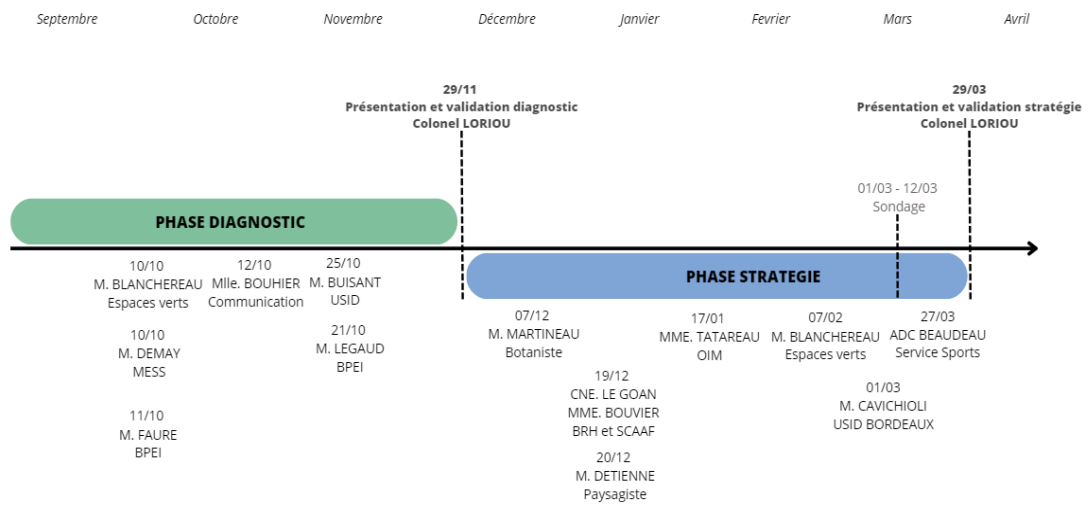 Septembre
Octobre
Novembre
Décembre
Janvier
Fevrier
Mars
Avril
29/11
Présentation et validation diagnostic
Colonel LORIOU
29/03
Présentation et validation stratégie
Colonel LORIOU
01/03 - 12/03
Sondage
PHASE DIAGNOSTIC
PHASE STRATEGIE
10/10
M. BLANCHEREAU
Espaces verts
10/10
M. DEMAY
MESS
11/10
M. FAURE
BPEI
12/10
Mlle. BOUHIER
Communication
25/10
M. BUISANT
USID
21/10
M. LEGAUD
BPEI
07/12
M. MARTINEAU
Botaniste
19/12
CNE. LE GOAN
MME. BOUVIER
BRH et SCAAF
20/12
M. DETIENNE
Paysagiste
17/01
MME. TATAREAU
OIM
07/02
M. BLANCHEREAU
Espaces verts
27/03
ADC BEAUDEAU
Service Sports
01/03
M. CAVICHIOLI
USID BORDEAUX